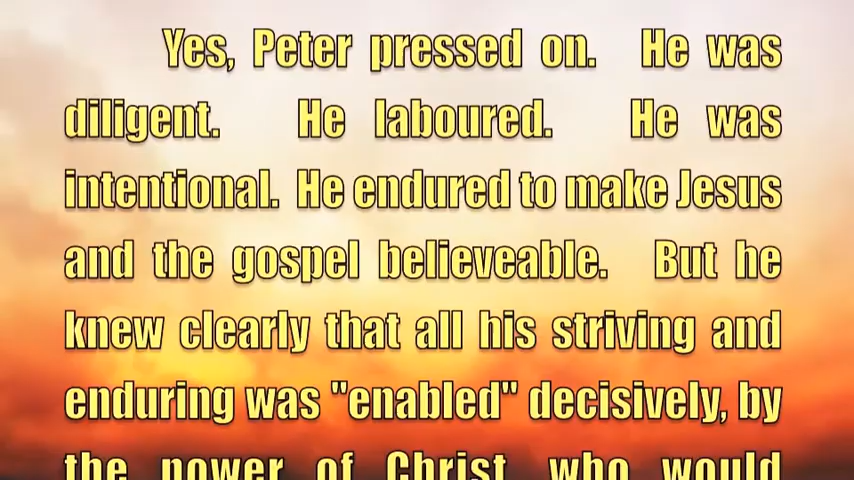 Yes, Peter pressed on. He was
diligent. He laboured. He was
intentional. He endured to make Jesus
and the gospel believeable. But he
knew clearly that all his striving and
enduring was "enabled" decisively, by
the power of Christ, who would